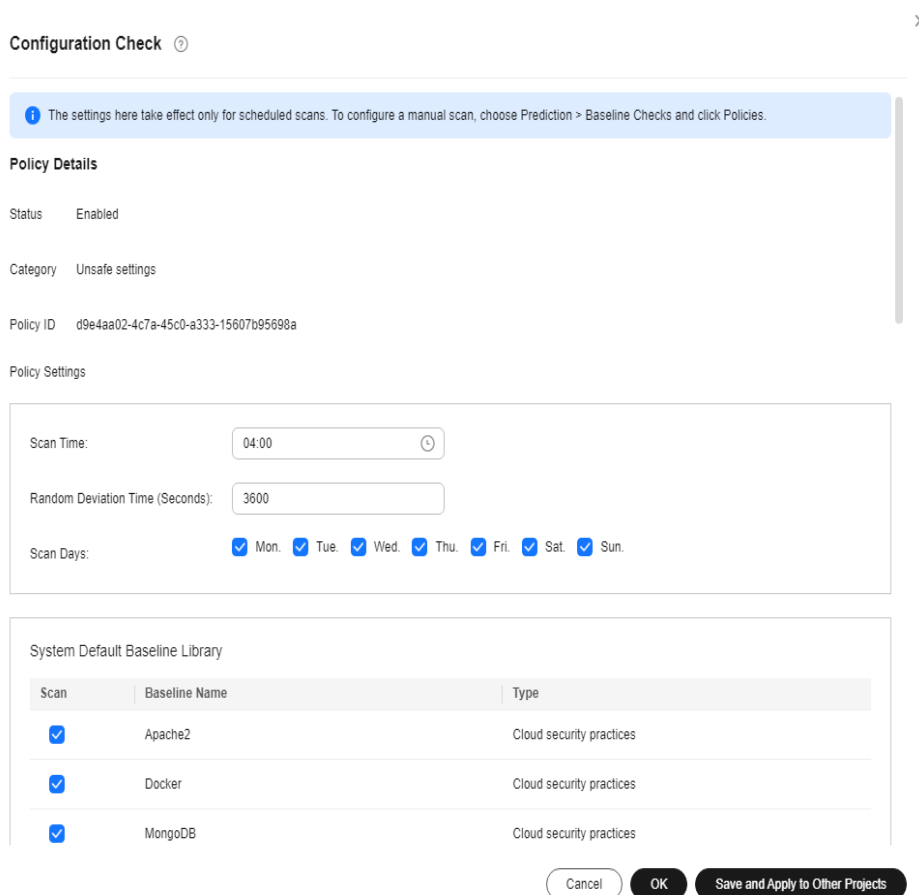 Configuration Check
The settings here take effect only for scheduled scans. To configure a manual scan, choose Prediction > Baseline Checks and click Policies.
Policy Details
Status Enabled
Category Unsafe settings
Policy ID d9e4aa02-4c7a-45c0-a333-15607b95698a
Policy Settings
Scan Time: 04:00
Random Deviation Time (Seconds): 3600
Scan Days: Mon. Tue. Wed. Thu. Fri. Sat. Sun.
System Default Baseline Library
Scan Baseline Name Type
Apache2 Cloud security practices
Docker Cloud security practices
MongoDB Cloud security practices
Cancel OK Save and Apply to Other Projects